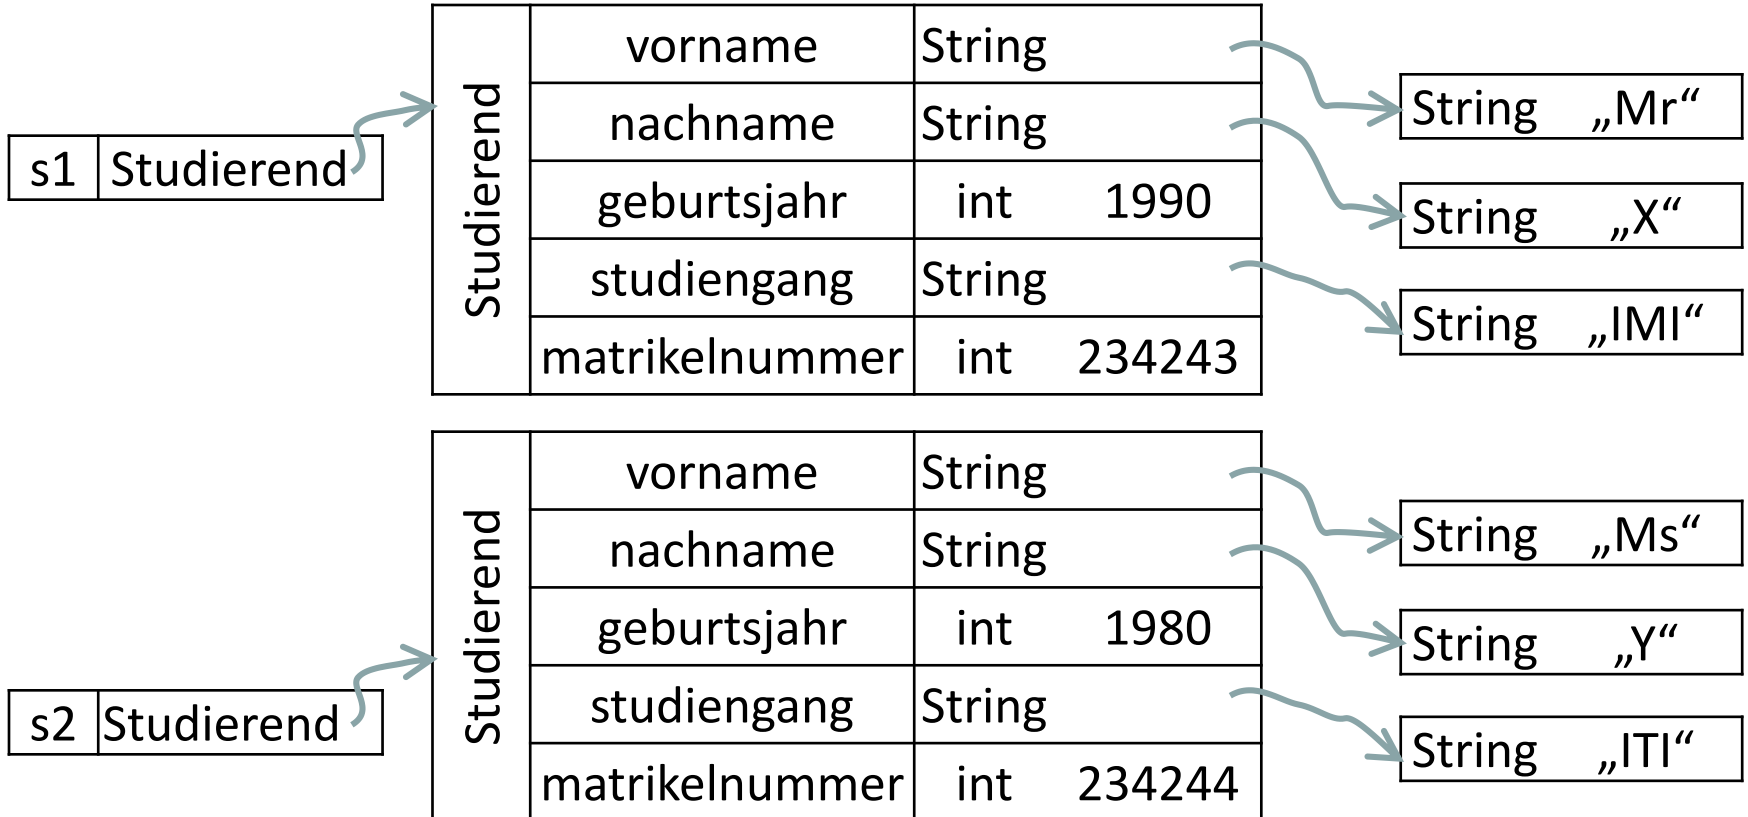 s1 Studierend
Studierend
vorname String
nachname String
geburtsjahr int 1990
studiengang String
matrikelnummer int 234243
String „Mr“
String „X“
String „IMI“
s2 Studierend
Studierend
vorname String
nachname String
geburtsjahr int 1980
studiengang String
matrikelnummer int 234244
String „Ms“
String „Y“
String „ITI“